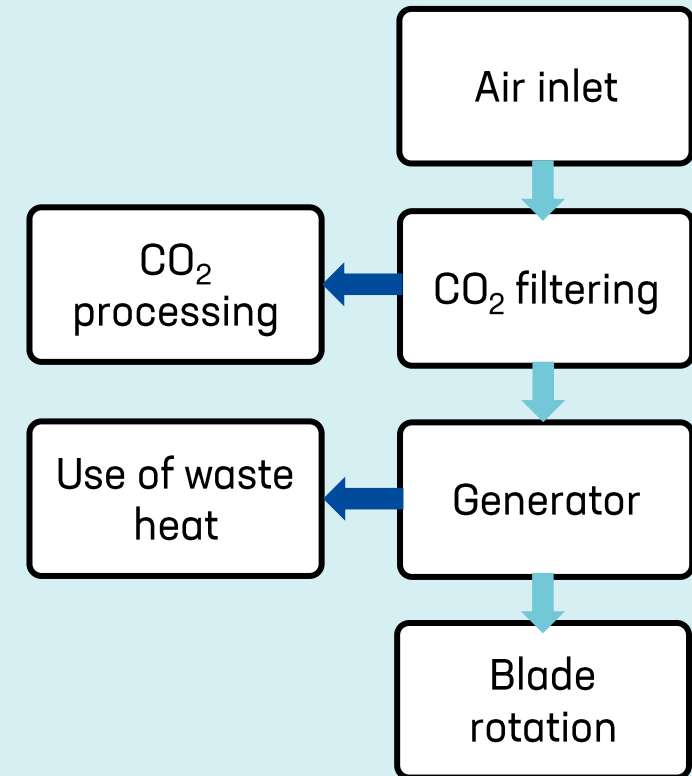 Air inlet
CO₂
processing
CO₂ filtering
Use of waste
heat
Generator
Blade
rotation